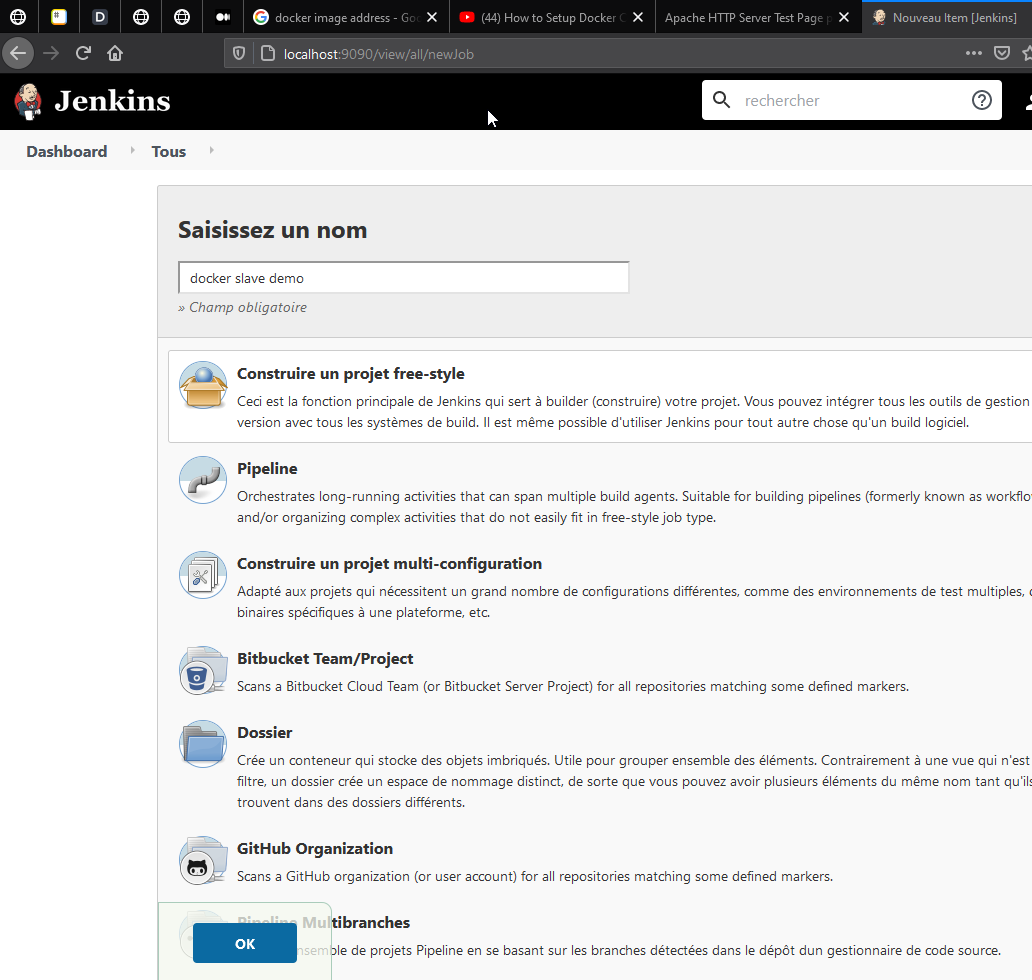 docker image address - Goo
(44) How to Setup Docker C
Apache HTTP Server Test Page p
Nouveau Item [Jenkins]
localhost:9090/view/all/newJob
Jenkins
rechercher
Dashboard
Tous
Saisissez un nom
docker slave demo
» Champ obligatoire
Construire un projet free-style
Ceci est la fonction principale de Jenkins qui sert à builder (construire) votre projet. Vous pouvez intégrer tous les outils de gestion
version avec tous les systèmes de build. Il est même possible d'utiliser Jenkins pour tout autre chose qu'un build logiciel.
Pipeline
Orchestrates long-running activities that can span multiple build agents. Suitable for building pipelines (formerly known as workflo
and/or organizing complex activities that do not easily fit in free-style job type.
Construire un projet multi-configuration
Adapté aux projets qui nécessitent un grand nombre de configurations différentes, comme des environnements de test multiples, d
binaires spécifiques à une plateforme, etc.
Bitbucket Team/Project
Scans a Bitbucket Cloud Team (or Bitbucket Server Project) for all repositories matching some defined markers.
Dossier
Crée un conteneur qui stocke des objets imbriqués. Utile pour grouper ensemble des éléments. Contrairement à une vue qui n'est
filtre, un dossier crée un espace de nommage distinct, de sorte que vous pouvez avoir plusieurs éléments du même nom tant qu'ils
trouvent dans des dossiers différents.
GitHub Organization
Scans a GitHub organization (or user account) for all repositories matching some defined markers.
Pipeline Multibranches
OK
nsemble de projets Pipeline en se basant sur les branches détectées dans le dépôt dun gestionnaire de code source.